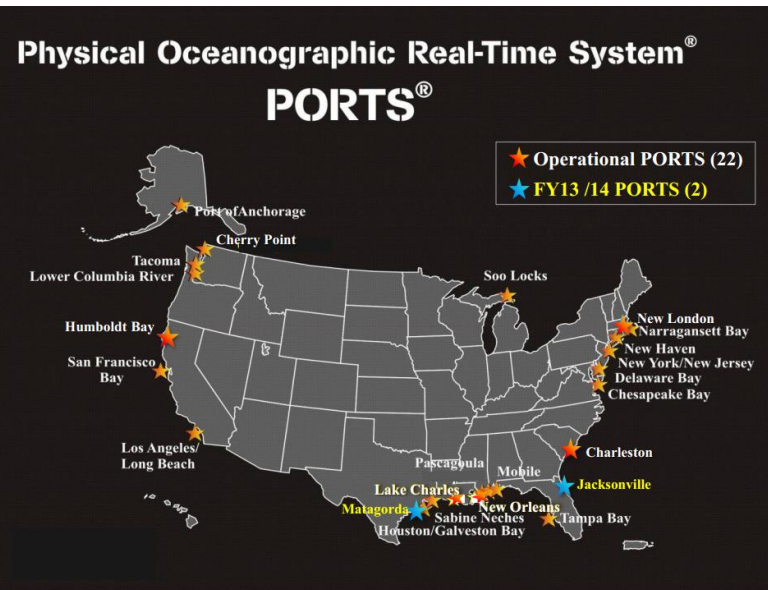 Physical Oceanographic Real-Time System®
PORTS®
Operational PORTS (22)
FY13 /14 PORTS (2)
Port ofAnchorage
Cherry Point
Tacoma
Lower Columbia River
Soo Locks
Humboldt Bay
New London
Narragansett Bay
New Haven
San Francisco
Bay
New York/New Jersey
Delaware Bay
Chesapeake Bay
Los Angeles/
Long Beach
Charleston
Pascagoula
Mobile
Jacksonville
Lake Charles
New Orleans
Matagorda
Sabine Neches
Tampa Bay
Houston/Galveston Bay